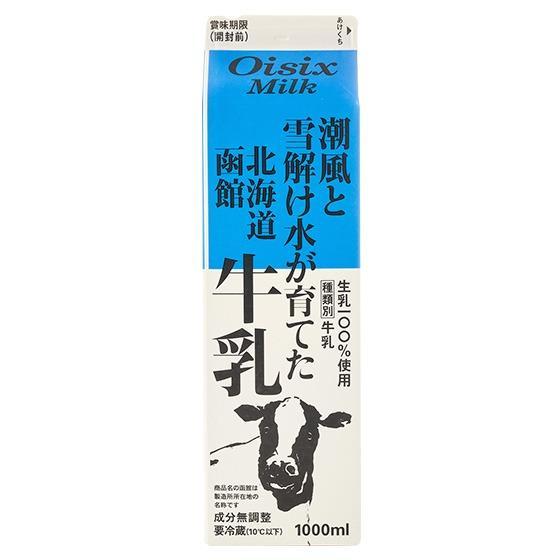 賞味期限
(開封前)
あけくち
Oisix
Milk
潮風と
雪解け水が育てた
北海道
函館
牛乳
生乳一〇〇%使用
種類別 牛乳
商品名の函館は
製造所所在地の
名称です
成分無調整
要冷蔵(10℃以下)
1000ml